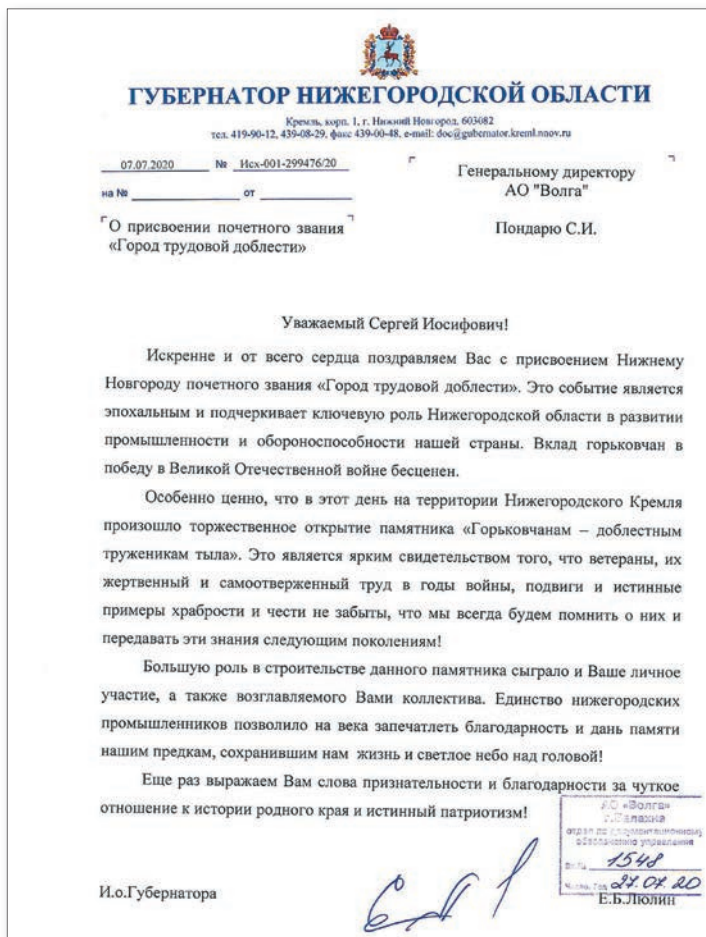 ГУБЕРНАТОР НИЖЕГОРОДСКОЙ ОБЛАСТИ
Кремль, корп. 1, г. Нижний Новгород, 603082
тел. 419-90-12, 439-08-29, факс 439-00-48, e-mail: doc@gubernator.kreml.nnov.ru
07.07.2020 № Исх-001-299476/20
на № от
Генеральному директору
АО "Волга"
Пондарю С.И.
О присвоении почетного звания
«Город трудовой доблести»
Уважаемый Сергей Иосифович!
Искренне и от всего сердца поздравляем Вас с присвоением Нижнему
Новгороду почетного звания «Город трудовой доблести». Это событие является
эпохальным и подчеркивает ключевую роль Нижегородской области в развитии
промышленности и обороноспособности нашей страны. Вклад горьковчан в
победу в Великой Отечественной войне бесценен.
Особенно ценно, что в этот день на территории Нижегородского Кремля
произошло торжественное открытие памятника «Горьковчанам – доблестным
труженикам тыла». Это является ярким свидетельством того, что ветераны, их
жертвенный и самоотверженный труд в годы войны, подвиги и истинные
примеры храбрости и чести не забыты, что мы всегда будем помнить о них и
передавать эти знания следующим поколениям!
Большую роль в строительстве данного памятника сыграло и Ваше личное
участие, а также возглавляемого Вами коллектива. Единство нижегородских
промышленников позволило на века запечатлеть благодарность и дань памяти
нашим предкам, сохранившим нам жизнь и светлое небо над головой!
Еще раз выражаем Вам слова признательности и благодарности за чуткое
отношение к истории родного края и истинный патриотизм!
АО «Волга»
г.Балахна
отдел по документационному
обеспечению управления
1548
27.07.20
И.о.Губернатора
Е.Б.Люлин